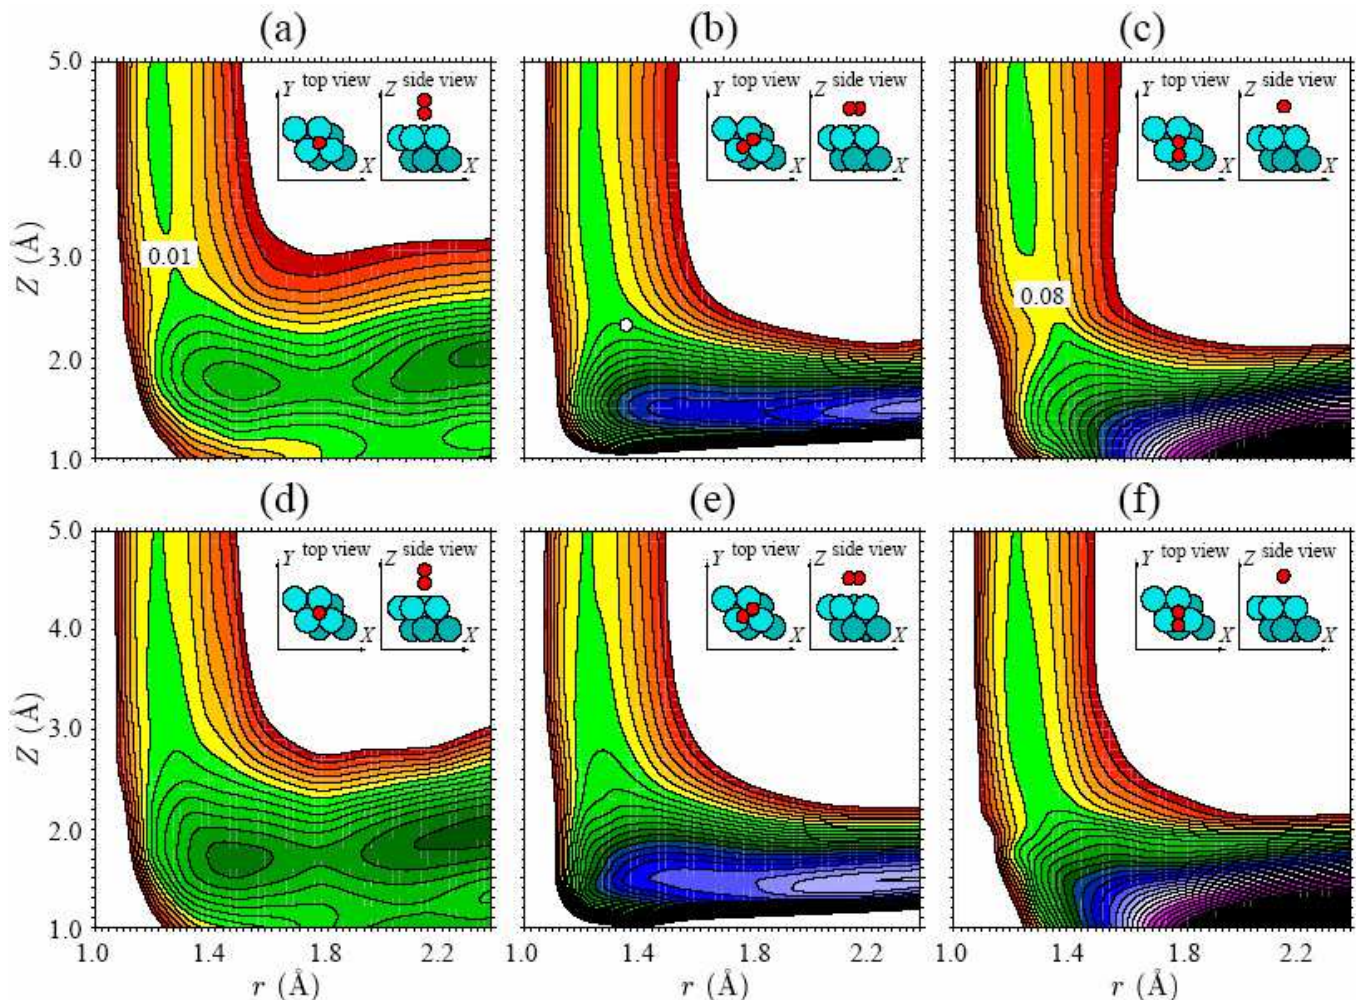 (a) (b) (c)
5.0
Y top view Z side view
Y top view Z side view
Y top view Z side view
4.0
X X
X X
X X
3.0
Z (Å)
0.01
0.08
2.0
1.0
(d) (e) (f)
5.0
Y top view Z side view
Y top view Z side view
Y top view Z side view
4.0
X X
X X
X X
3.0
Z (Å)
2.0
1.0
1.0 1.4 1.8 2.2
1.0 1.4 1.8 2.2
1.0 1.4 1.8 2.2
r (Å) r (Å) r (Å)